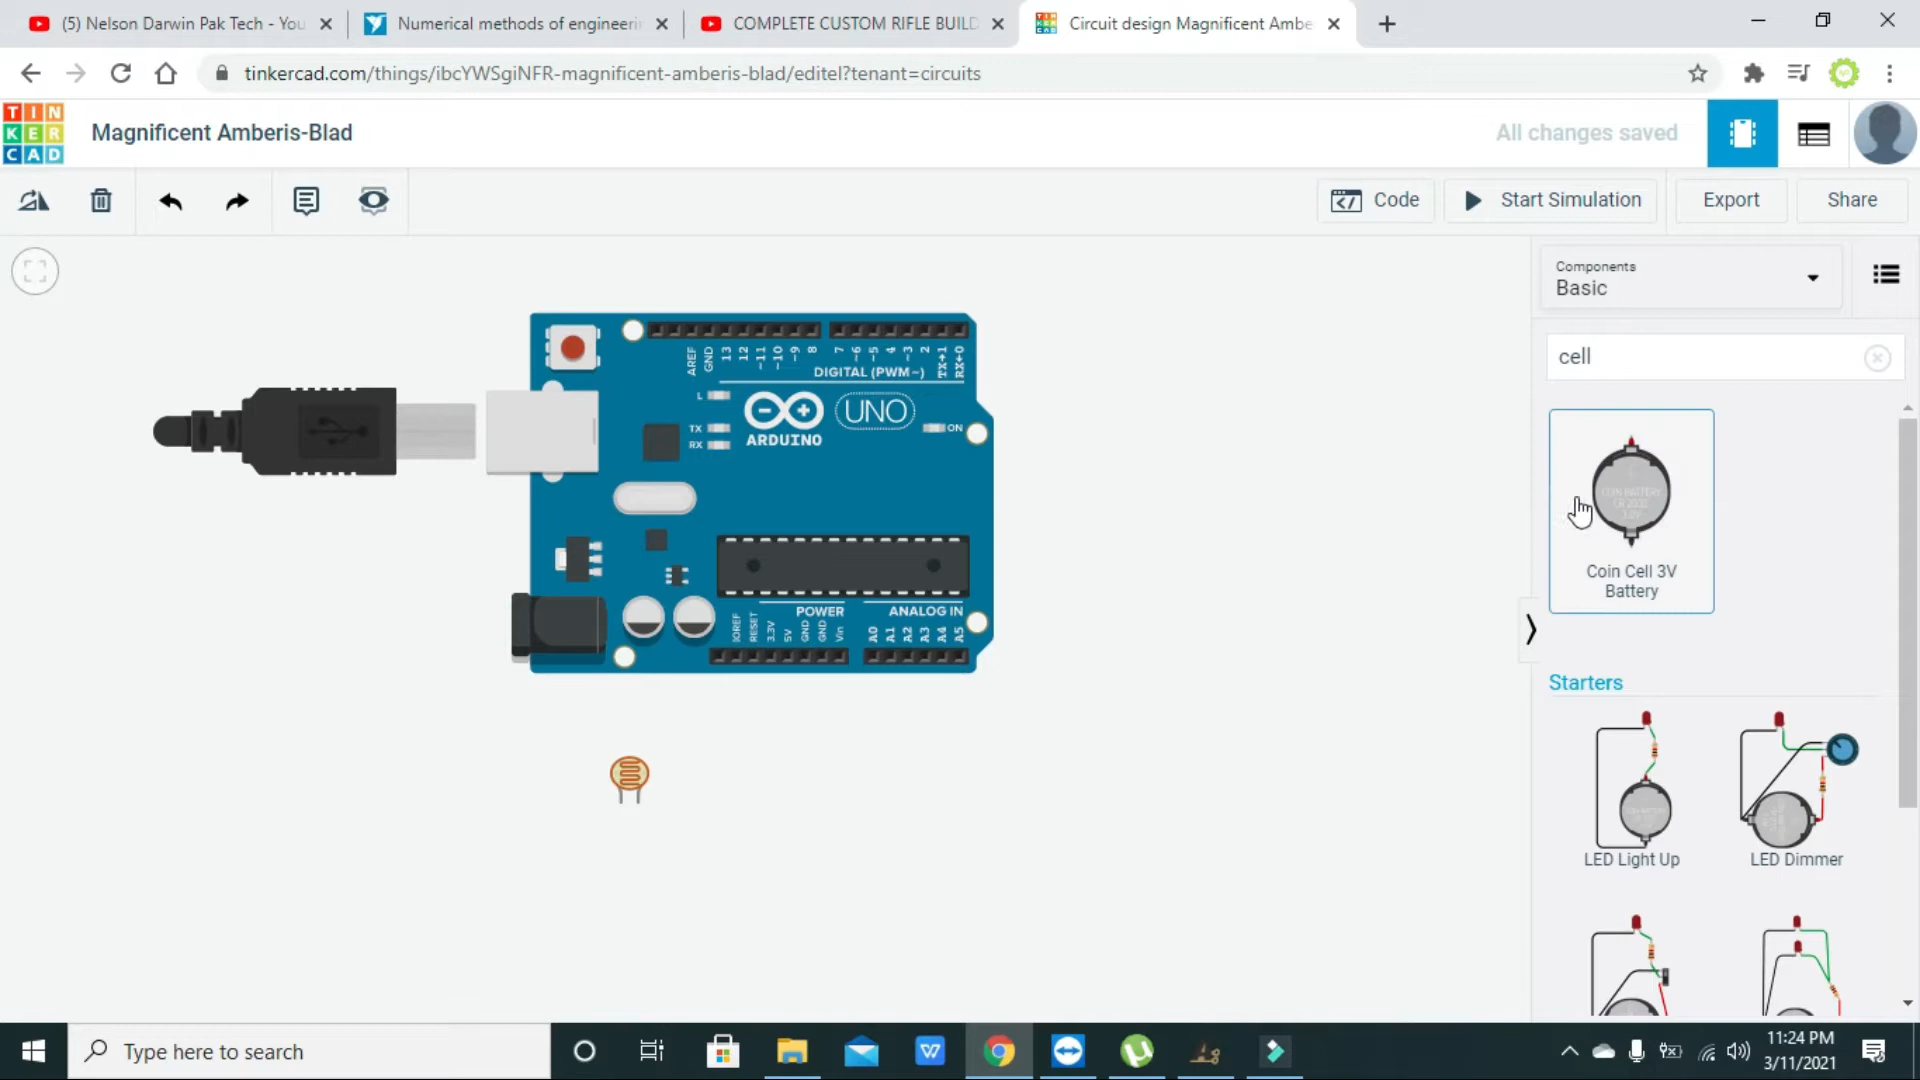 (5) Nelson Darwin Pak Tech - You
Numerical methods of engineerin
COMPLETE CUSTOM RIFLE BUILD
Circuit design Magnificent Ambe
tinkercad.com/things/ibcYWSgiNFR-magnificent-amberis-blad/editel?tenant=circuits
TIN
KER
CAD
Magnificent Amberis-Blad
All changes saved
Code
Start Simulation
Export
Share
Components
Basic
cell
Coin Cell 3V
Battery
Starters
LED Light Up
LED Dimmer
AREF
GND
13
12
~11
~10
~9
8
7
~6
~5
4
~3
2
TX→1
RX←0
DIGITAL (PWM~)
L
TX
RX
ARDUINO
UNO
ON
POWER
ANALOG IN
IOREF
RESET
3.3V
5V
GND
GND
Vin
A0
A1
A2
A3
A4
A5
Type here to search
11:24 PM
3/11/2021